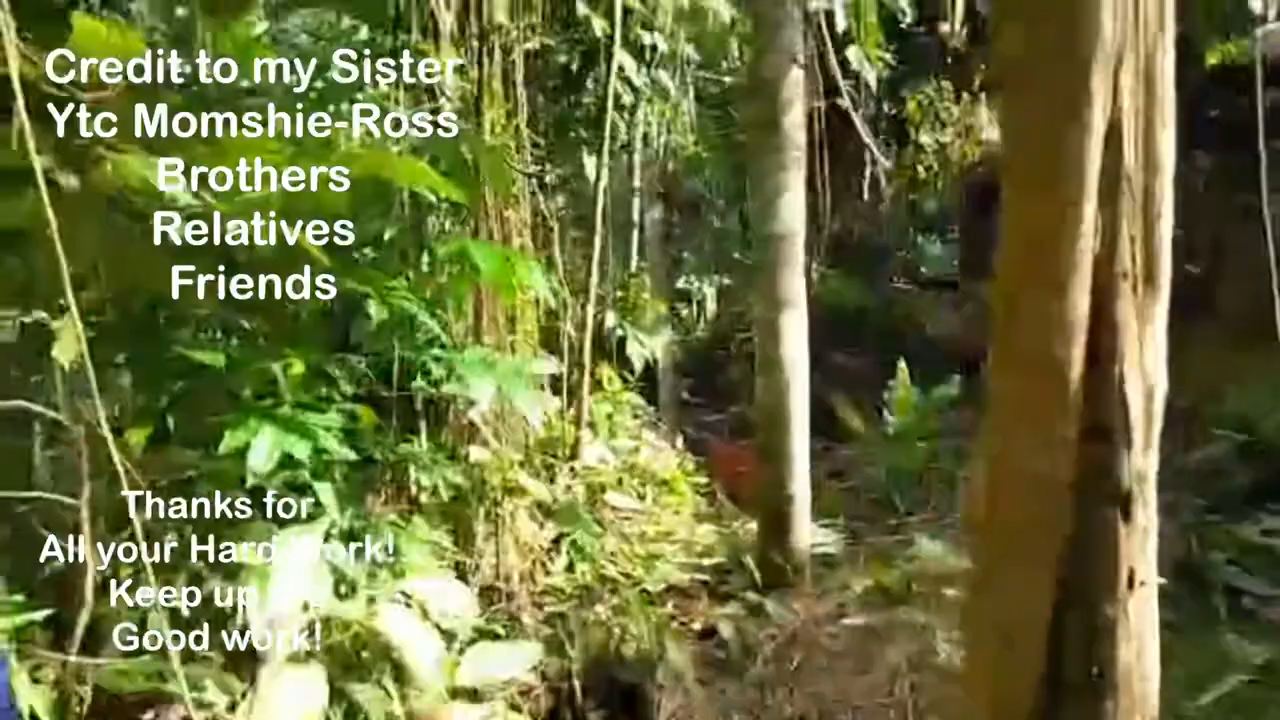 Credit to my Sister
Ytc Momshie-Ross
Brothers
Relatives
Friends
Thanks for
All your Hard Work!
Keep up
Good work!